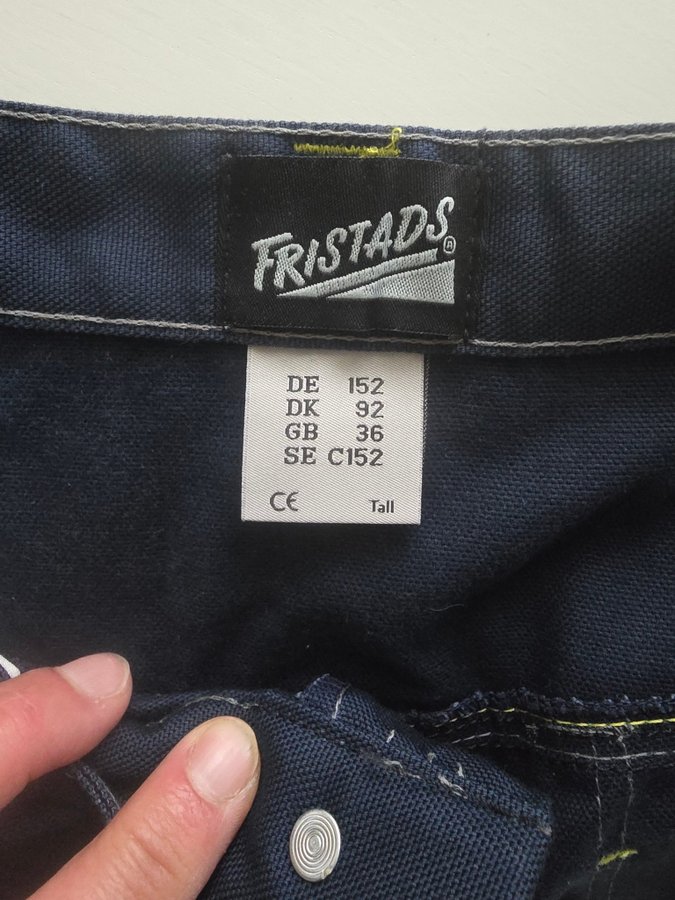 FRISTADS
®
DE 152
DK 92
GB 36
SE C152
CE Tall